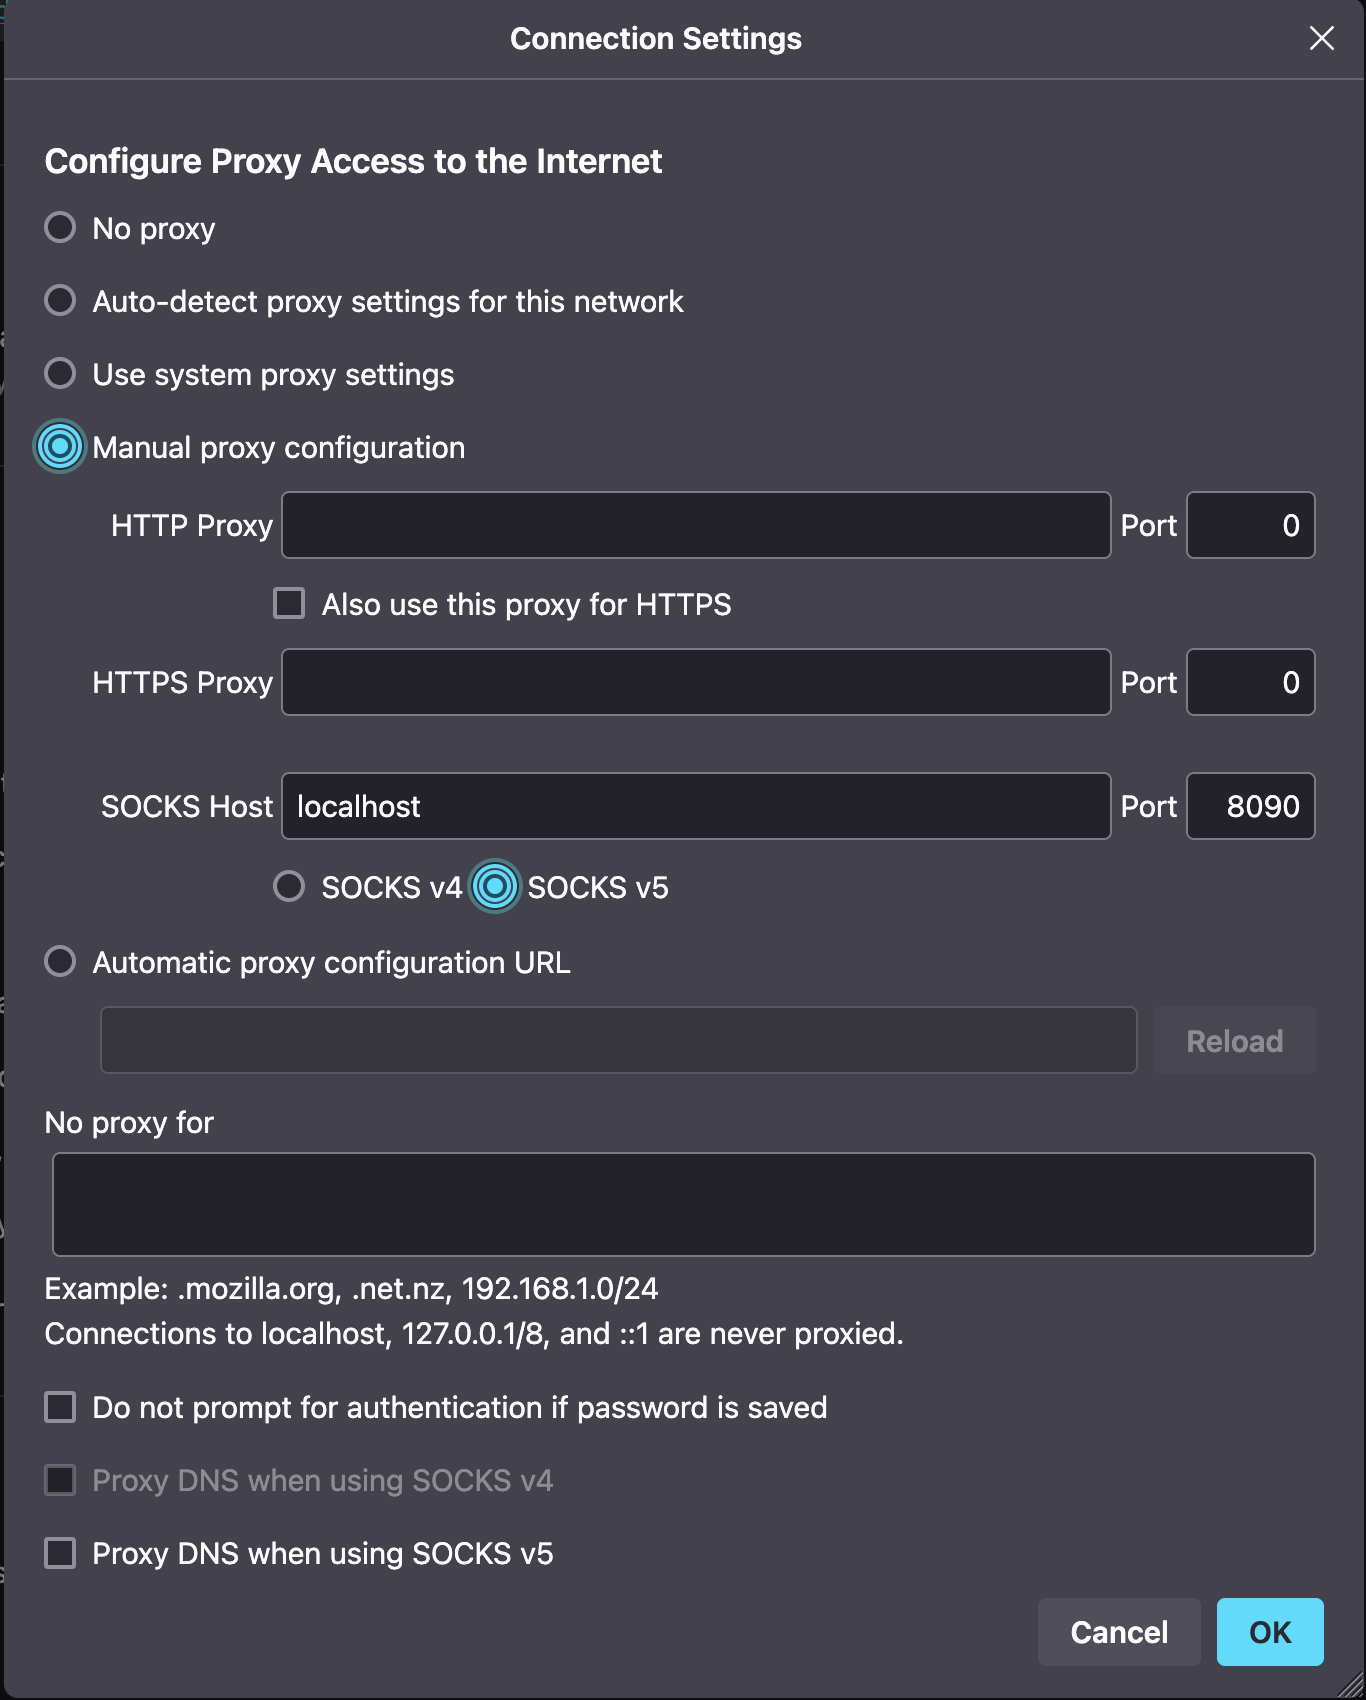 Connection Settings
Configure Proxy Access to the Internet
No proxy
Auto-detect proxy settings for this network
Use system proxy settings
Manual proxy configuration
HTTP Proxy Port 0
Also use this proxy for HTTPS
HTTPS Proxy Port 0
SOCKS Host localhost Port 8090
SOCKS v4 SOCKS v5
Automatic proxy configuration URL
Reload
No proxy for
Example: .mozilla.org, .net.nz, 192.168.1.0/24
Connections to localhost, 127.0.0.1/8, and ::1 are never proxied.
Do not prompt for authentication if password is saved
Proxy DNS when using SOCKS v4
Proxy DNS when using SOCKS v5
Cancel OK